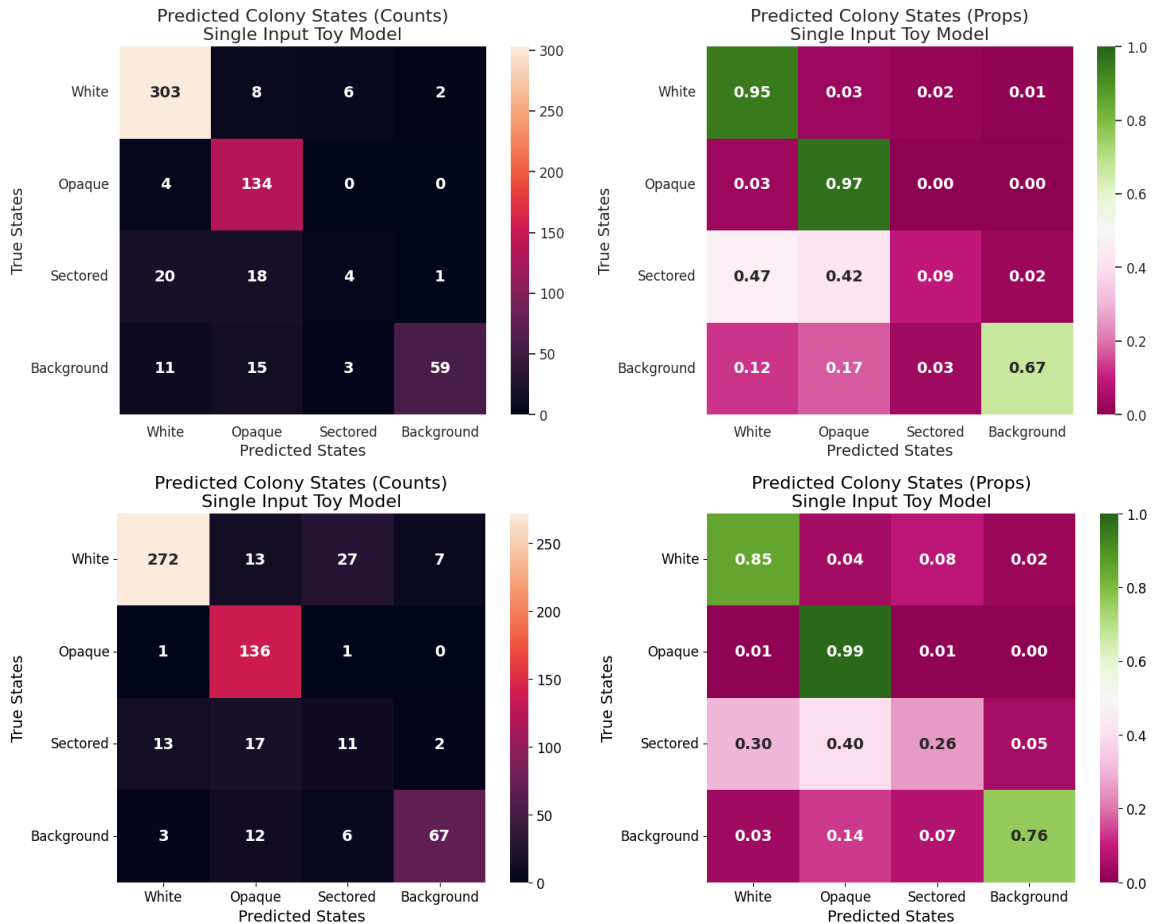 Predicted Colony States (Counts)
Single Input Toy Model
White 303 8 6 2
Opaque 4 134 0 0
Sectored 20 18 4 1
Background 11 15 3 59
White Opaque Sectored Background
Predicted States
True States
300
250
200
150
100
50
0
Predicted Colony States (Props)
Single Input Toy Model
White 0.95 0.03 0.02 0.01
Opaque 0.03 0.97 0.00 0.00
Sectored 0.47 0.42 0.09 0.02
Background 0.12 0.17 0.03 0.67
White Opaque Sectored Background
Predicted States
True States
1.0
0.8
0.6
0.4
0.2
0.0
Predicted Colony States (Counts)
Single Input Toy Model
White 272 13 27 7
Opaque 1 136 1 0
Sectored 13 17 11 2
Background 3 12 6 67
White Opaque Sectored Background
Predicted States
True States
250
200
150
100
50
0
Predicted Colony States (Props)
Single Input Toy Model
White 0.85 0.04 0.08 0.02
Opaque 0.01 0.99 0.01 0.00
Sectored 0.30 0.40 0.26 0.05
Background 0.03 0.14 0.07 0.76
White Opaque Sectored Background
Predicted States
True States
1.0
0.8
0.6
0.4
0.2
0.0